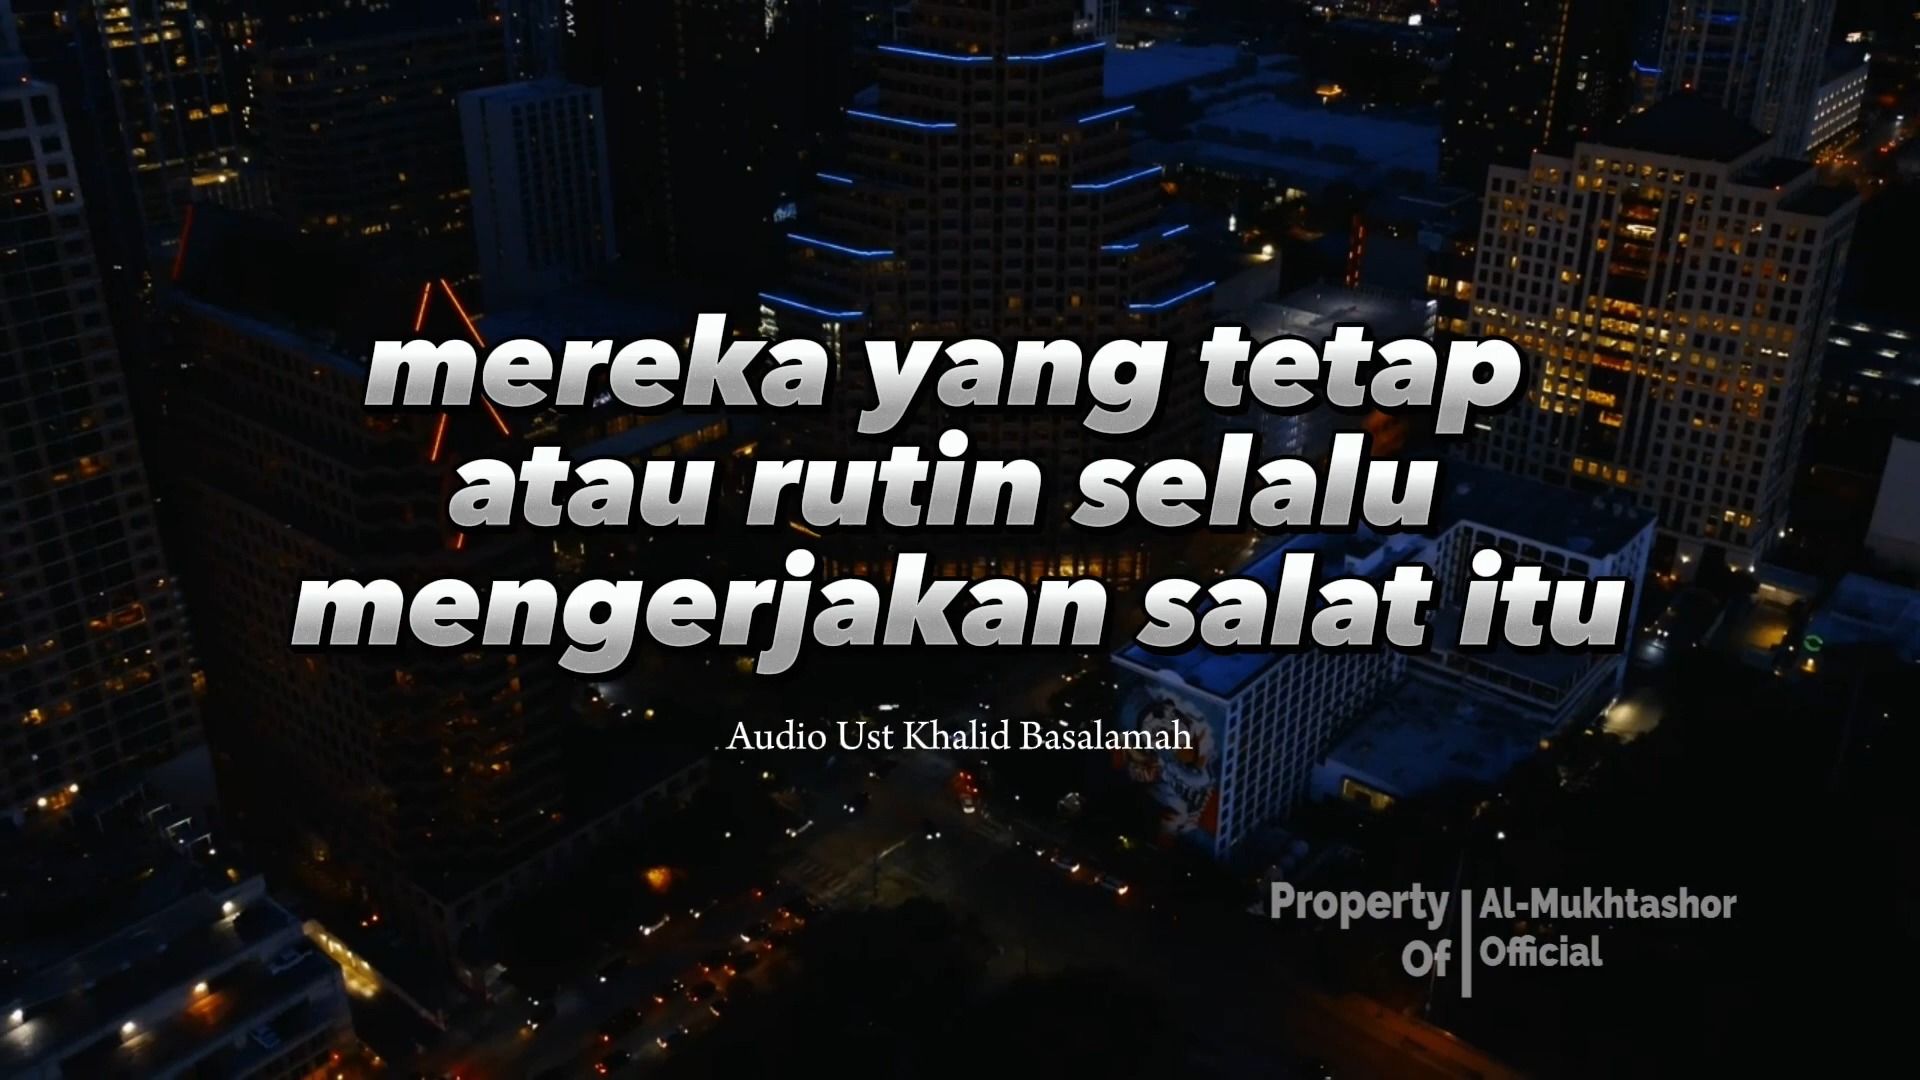 mereka yang tetap
atau rutin selalu
mengerjakan salat itu
Audio Ust Khalid Basalamah
Property Of
Al-Mukhtashor Official